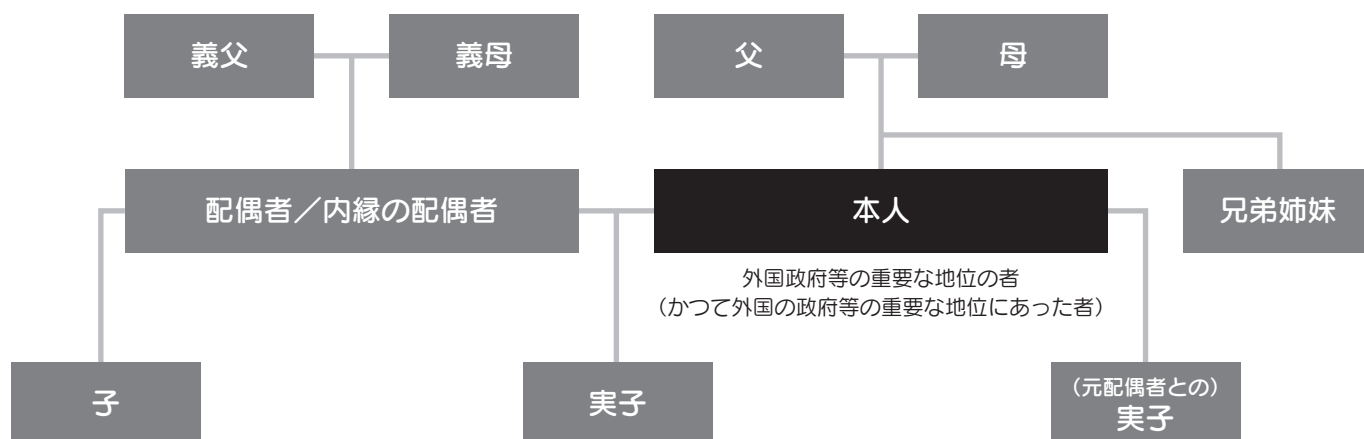 義父
義母
父
母
配偶者／内縁の配偶者
本人
兄弟姉妹
外国政府等の重要な地位の者
（かつて外国の政府等の重要な地位にあった者）
子
実子
（元配偶者との）
実子